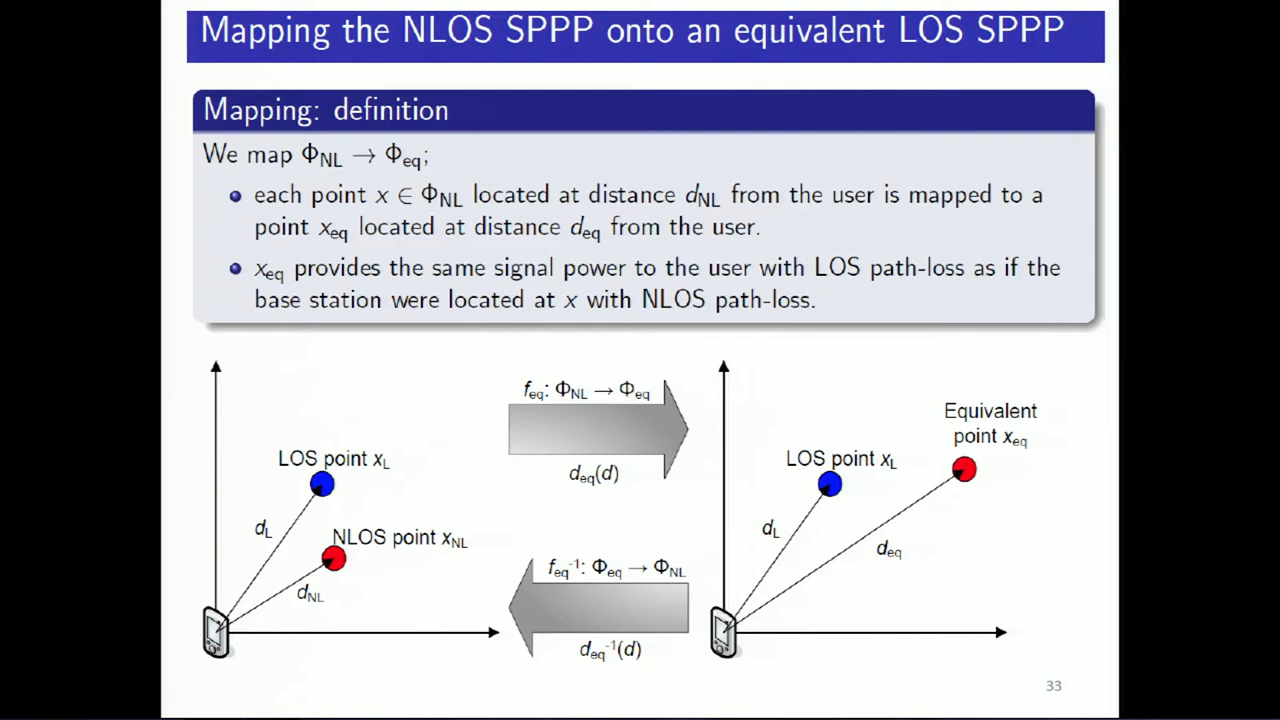 Mapping the NLOS SPPP onto an equivalent LOS SPPP
Mapping: definition
We map Φ_NL → Φ_eq;
each point x ∈ Φ_NL located at distance d_NL from the user is mapped to a
point x_eq located at distance d_eq from the user.
x_eq provides the same signal power to the user with LOS path-loss as if the
base station were located at x with NLOS path-loss.
LOS point x_L
d_L
NLOS point x_NL
d_NL
f_eq: Φ_NL → Φ_eq
d_eq(d)
f_eq⁻¹: Φ_eq → Φ_NL
d_eq⁻¹(d)
Equivalent
point x_eq
LOS point x_L
d_L
d_eq
33